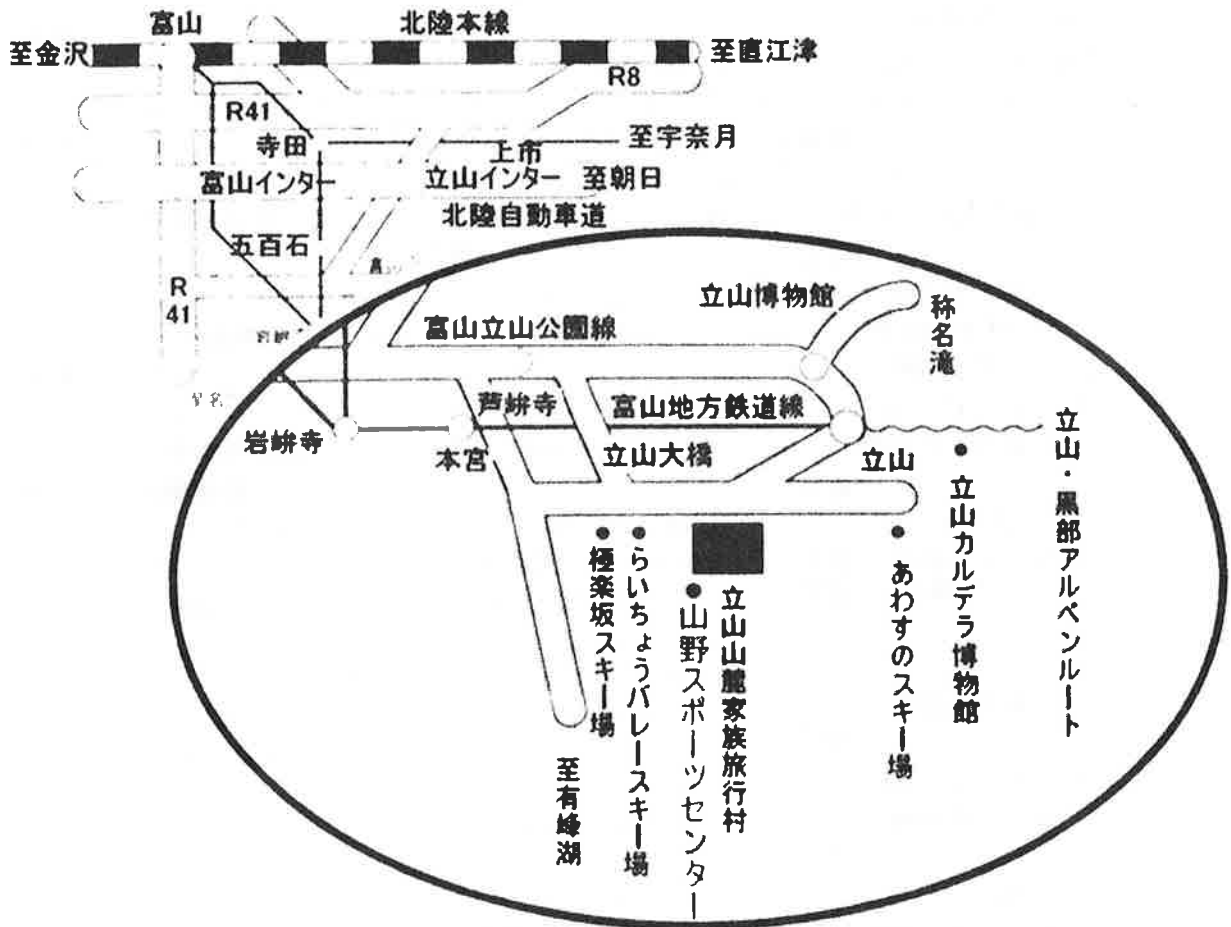 富山
北陸本線
至金沢
至直江津
R8
R41
寺田
至宇奈月
上市
富山インター
立山インター
至朝日
北陸自動車道
五百石
R
41
立山博物館
称名滝
富山立山公園線
芦峅寺
富山地方鉄道線
岩峅寺
本宮
立山大橋
立山
立山・黒部アルペンルート
立山カルデラ博物館
あわすのスキー場
立山山麓家族旅行村
山野スポーツセンター
らいちょうバレースキー場
極楽坂スキー場
至有峰湖